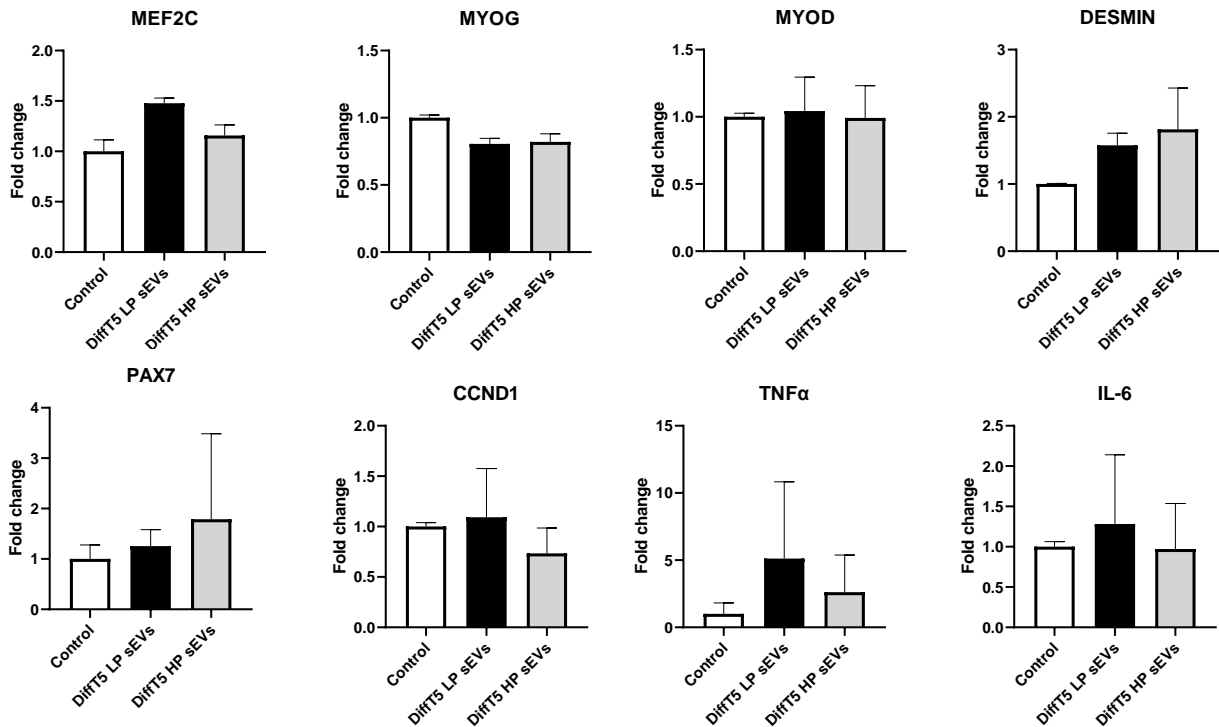 MEF2C
Fold change
2.0
1.5
1.0
0.5
0.0
Control
DiffT5 LP sEVs
DiffT5 HP sEVs
MYOG
Fold change
1.5
1.0
0.5
0.0
Control
DiffT5 LP sEVs
DiffT5 HP sEVs
MYOD
Fold change
1.5
1.0
0.5
0.0
Control
DiffT5 LP sEVs
DiffT5 HP sEVs
DESMIN
Fold change
3
2
1
0
Control
DiffT5 LP sEVs
DiffT5 HP sEVs
PAX7
Fold change
4
3
2
1
0
Control
DiffT5 LP sEVs
DiffT5 HP sEVs
CCND1
Fold change
2.0
1.5
1.0
0.5
0.0
Control
DiffT5 LP sEVs
DiffT5 HP sEVs
TNFα
Fold change
15
10
5
0
Control
DiffT5 LP sEVs
DiffT5 HP sEVs
IL-6
Fold change
2.5
2.0
1.5
1.0
0.5
0.0
Control
DiffT5 LP sEVs
DiffT5 HP sEVs